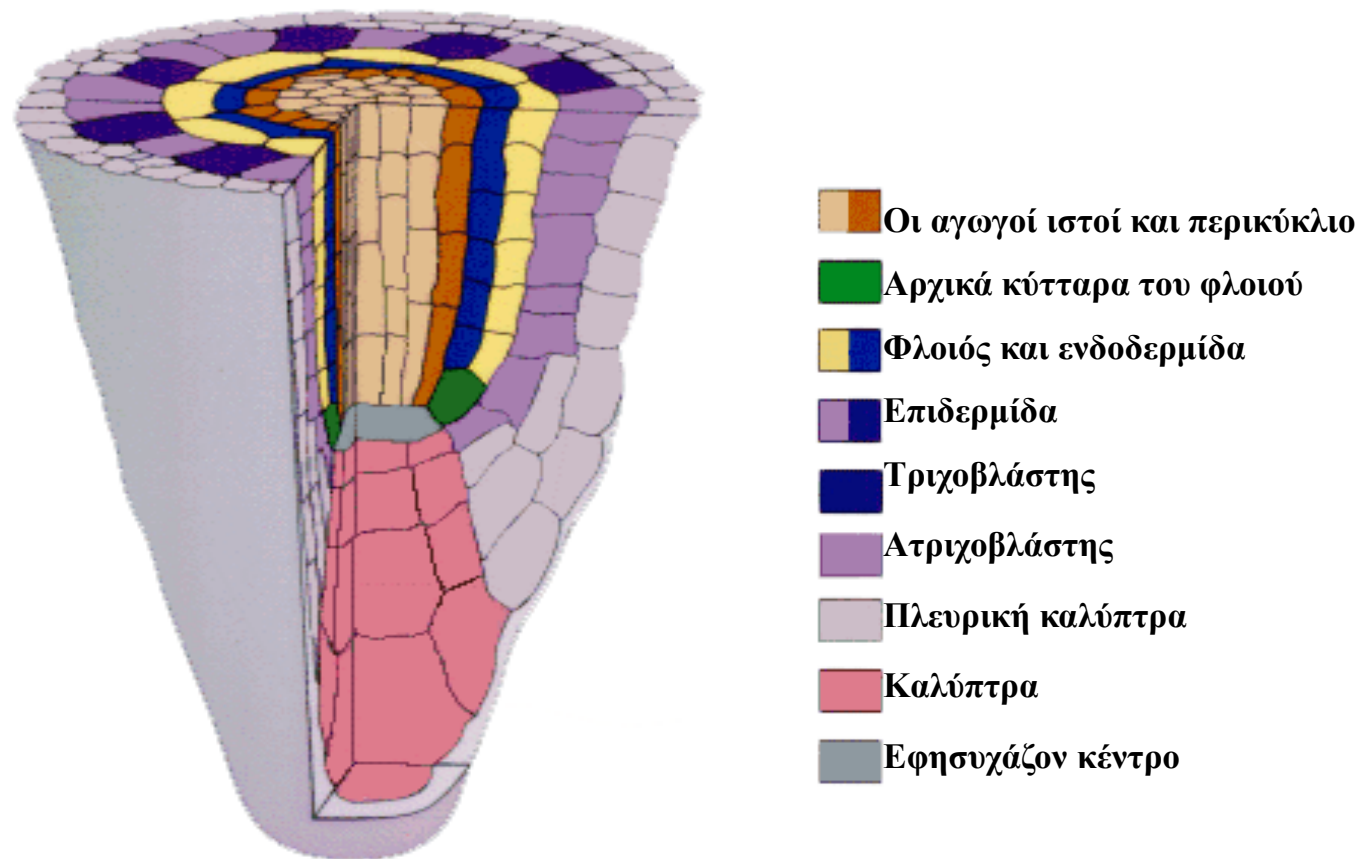 Οι αγωγοί ιστοί και περικύκλιο
Αρχικά κύτταρα του φλοιού
Φλοιός και ενδοδερμίδα
Επιδερμίδα
Τριχοβλάστης
Ατριχοβλάστης
Πλευρική καλύπτρα
Καλύπτρα
Εφησυχάζον κέντρο